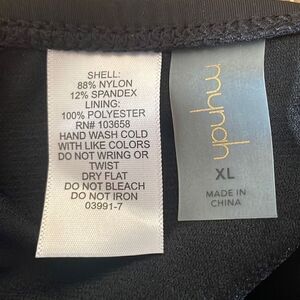 SHELL:
88% NYLON
12% SPANDEX
LINING:
100% POLYESTER
RN# 103658
HAND WASH COLD
WITH LIKE COLORS
DO NOT WRING OR
TWIST
DRY FLAT
DO NOT BLEACH
DO NOT IRON
03991-7
mynah
XL
MADE IN
CHINA